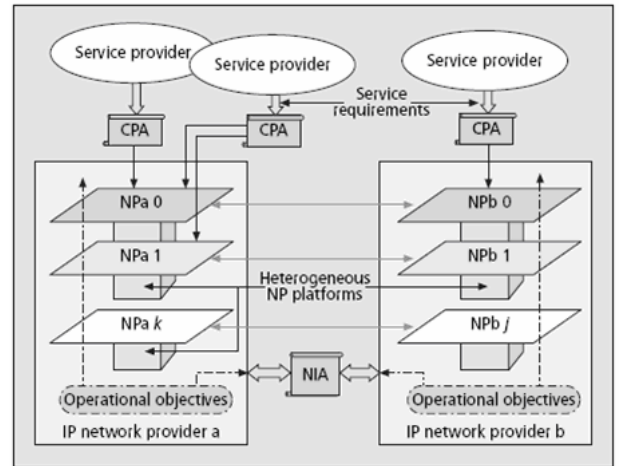 Service provider
Service provider
Service provider
Service
requirements
CPA
CPA
CPA
NPa 0
NPb 0
NPa 1
NPb 1
Heterogeneous
NP platforms
NPa k
NPb j
NIA
Operational objectives
Operational objectives
IP network provider a
IP network provider b